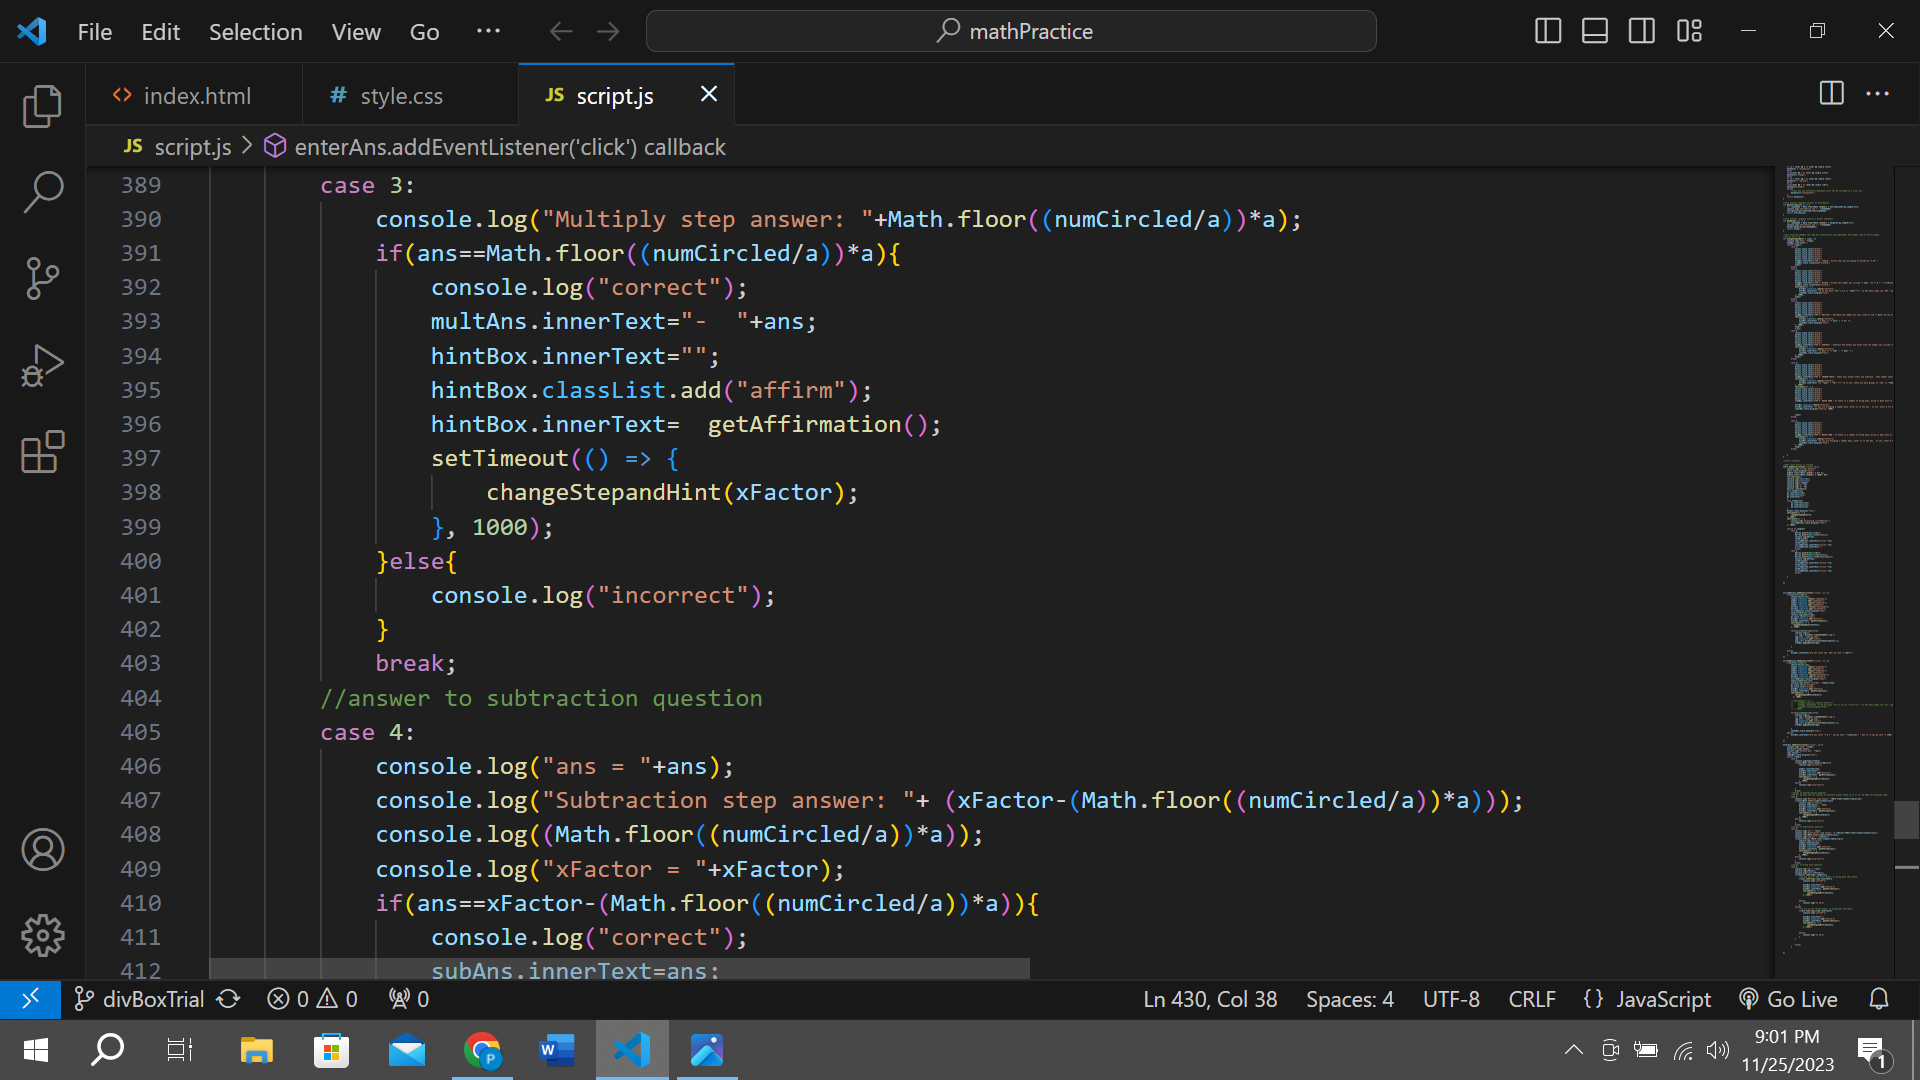 File Edit Selection View Go ··· mathPractice
index.html # style.css JS script.js
JS script.js > enterAns.addEventListener('click') callback
389 case 3:
390 console.log("Multiply step answer: "+Math.floor((numCircled/a))*a);
391 if(ans==Math.floor((numCircled/a))*a){
392 console.log("correct");
393 multAns.innerText="-  "+ans;
394 hintBox.innerText="";
395 hintBox.classList.add("affirm");
396 hintBox.innerText=  getAffirmation();
397 setTimeout(() => {
398 changeStepandHint(xFactor);
399 }, 1000);
400 }else{
401 console.log("incorrect");
402 }
403 break;
404 //answer to subtraction question
405 case 4:
406 console.log("ans = "+ans);
407 console.log("Subtraction step answer: "+ (xFactor-(Math.floor((numCircled/a))*a)));
408 console.log((Math.floor((numCircled/a))*a));
409 console.log("xFactor = "+xFactor);
410 if(ans==xFactor-(Math.floor((numCircled/a))*a)){
411 console.log("correct");
412 subAns.innerText=ans;
divBoxTrial 0 0 0 Ln 430, Col 38 Spaces: 4 UTF-8 CRLF {} JavaScript Go Live
P W 9:01 PM
11/25/2023 1